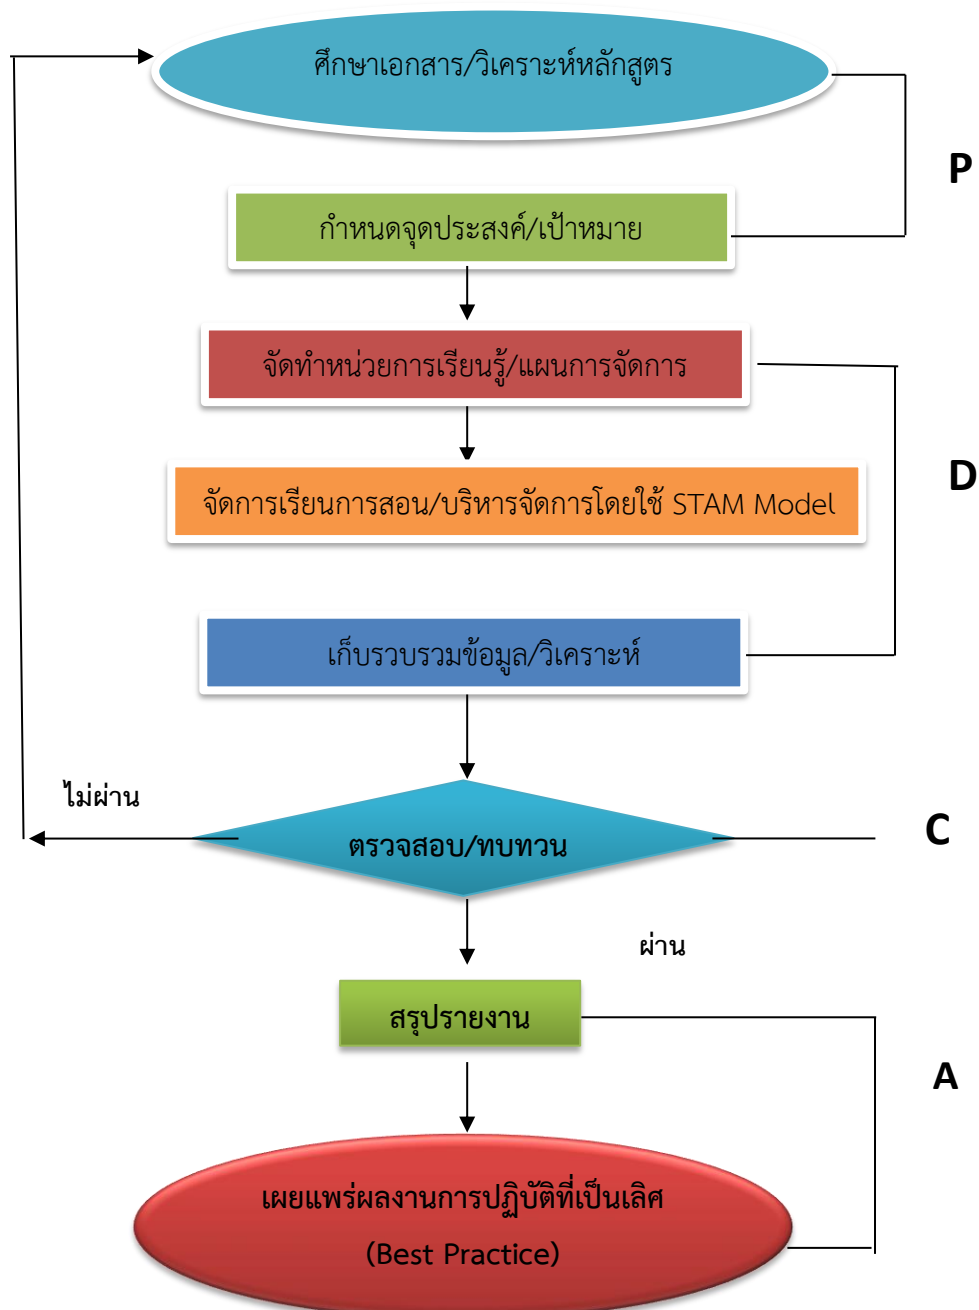 ศึกษาเอกสาร/วิเคราะห์หลักสูตร
P
กำหนดจุดประสงค์/เป้าหมาย
จัดทำหน่วยการเรียนรู้/แผนการจัดการ
D
จัดการเรียนการสอน/บริหารจัดการโดยใช้ STAM Model
เก็บรวบรวมข้อมูล/วิเคราะห์
ไม่ผ่าน
ตรวจสอบ/ทบทวน
C
ผ่าน
สรุปรายงาน
A
เผยแพร่ผลงานการปฏิบัติที่เป็นเลิศ
(Best Practice)